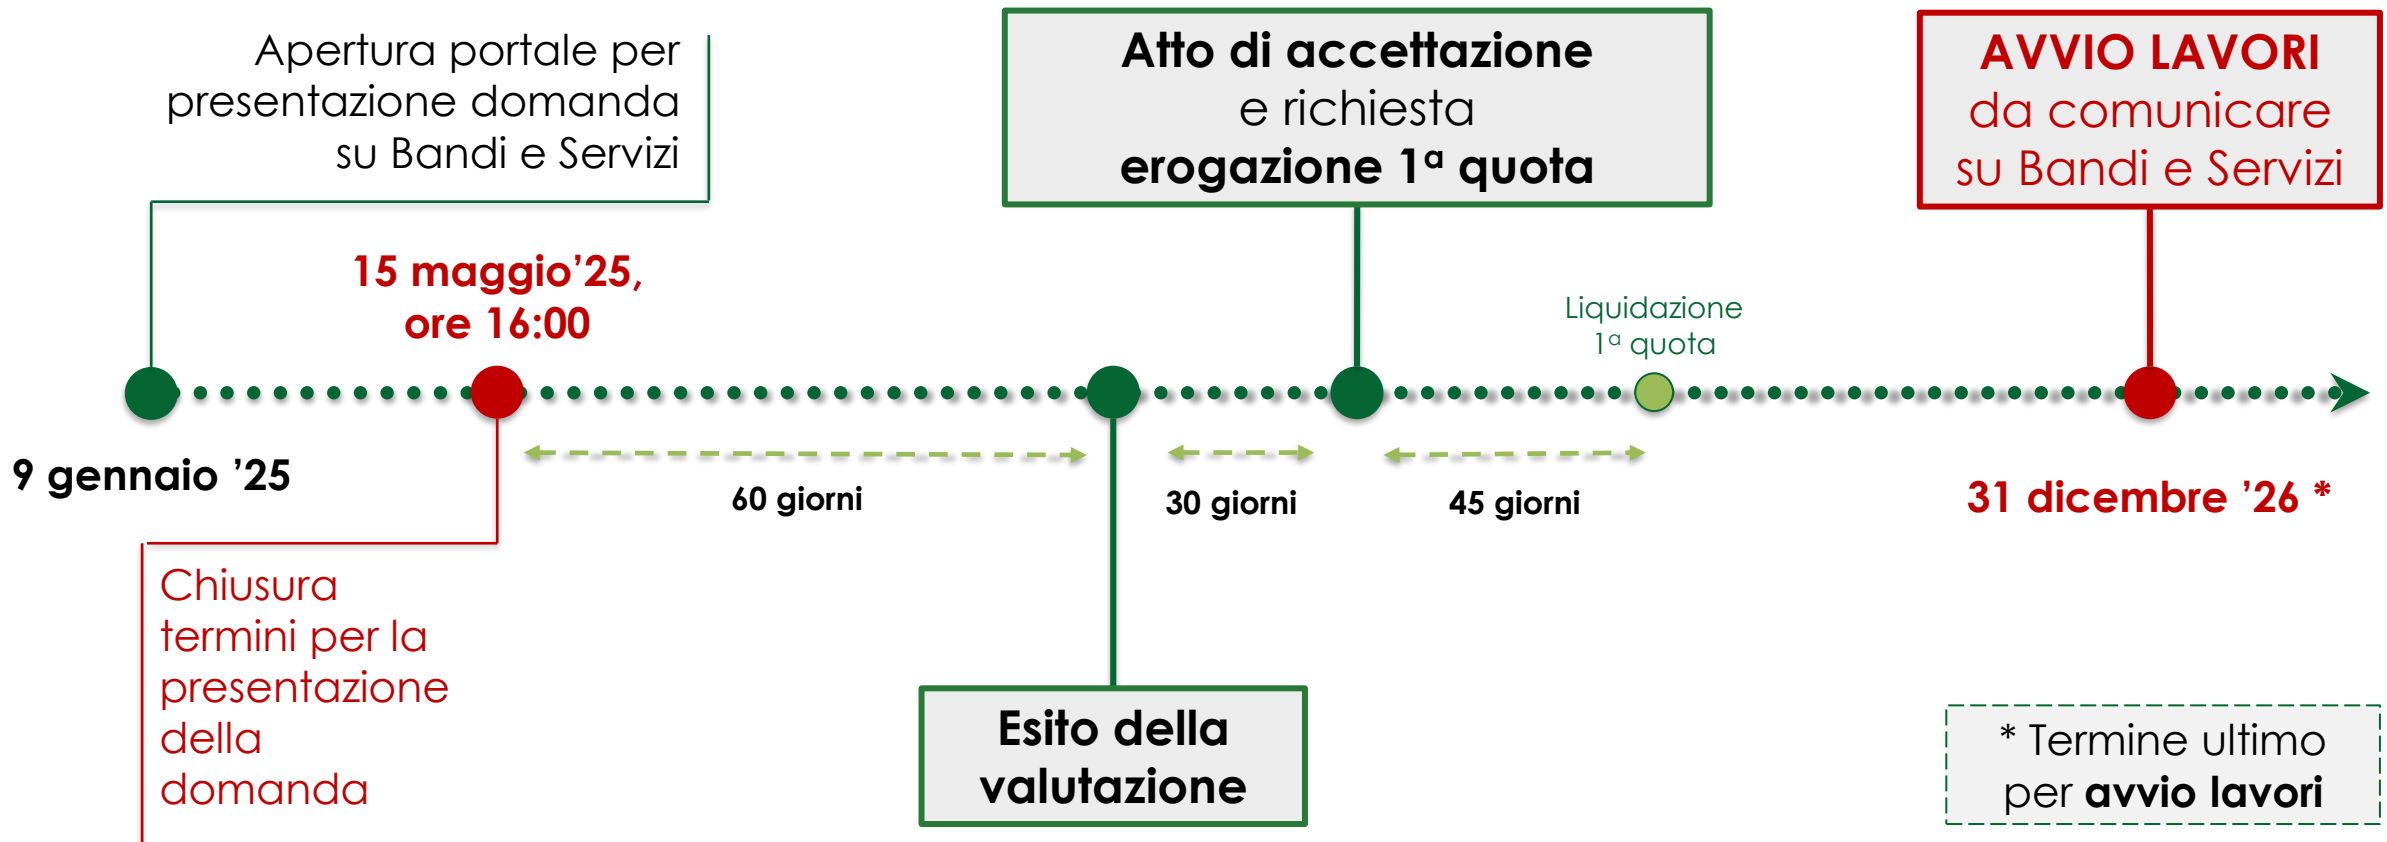 Apertura portale per
presentazione domanda
su Bandi e Servizi
Atto di accettazione
e richiesta
erogazione 1ª quota
AVVIO LAVORI
da comunicare
su Bandi e Servizi
15 maggio’25,
ore 16:00
Liquidazione
1ª quota
9 gennaio ’25
60 giorni
30 giorni
45 giorni
31 dicembre ’26 *
Chiusura
termini per la
presentazione
della
domanda
Esito della
valutazione
* Termine ultimo
per avvio lavori